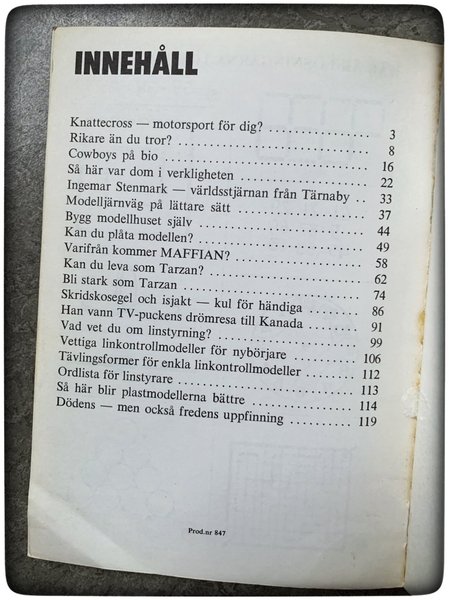 INNEHÅLL
Knattecross — motorsport för dig? .................... 3
Rikare än du tror? .................... 8
Cowboys på bio .................... 16
Så här var dom i verkligheten .................... 22
Ingemar Stenmark — världsstjärnan från Tärnaby .. 33
Modelljärnväg på lättare sätt .................... 37
Bygg modellhuset själv .................... 44
Kan du plåta modellen? .................... 49
Varifrån kommer MAFFIAN? .................... 58
Kan du leva som Tarzan? .................... 62
Bli stark som Tarzan .................... 74
Skridskosegel och isjakt — kul för händiga ........ 86
Han vann TV-puckens drömresa till Kanada ........ 91
Vad vet du om linstyrning? .................... 99
Vettiga linkontrollmodeller för nybörjare .......... 106
Tävlingsformer för enkla linkontrollmodeller ....... 112
Ordlista för linstyrare .................... 113
Så här blir plastmodellerna bättre .................... 114
Dödens — men också fredens uppfinning .......... 119
Prod.nr 847